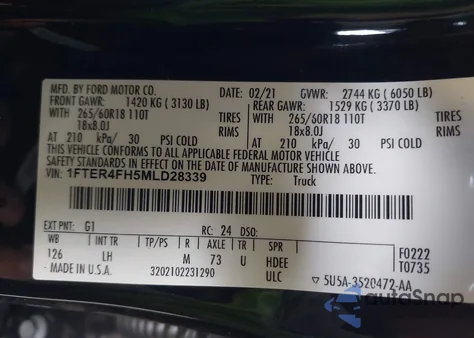 MFD. BY FORD MOTOR CO. 02/21 GVWR: 2744 KG ( 6050 LB)
FRONT GAWR: 1420 KG ( 3130 LB) REAR GAWR: 1529 KG ( 3370 LB)
WITH 265/60R18 110T TIRES WITH 265/60R18 110T TIRES
18x8.0J RIMS 18x8.0J RIMS
AT 210 kPa/ 30 PSI COLD AT 210 kPa/ 30 PSI COLD
THIS VEHICLE CONFORMS TO ALL APPLICABLE FEDERAL MOTOR VEHICLE
SAFETY STANDARDS IN EFFECT ON THE DATE OF MANUFACTURE SHOWN ABOVE.
VIN: 1FTER4FH5MLD28339 TYPE: Truck
EXT PNT: G1 RC: 24 DSO:
WB INT TR TP/PS R AXLE TR SPR F0222
126 LH M 73 U HDEE T0735
MADE IN U.S.A. 3202102231290 ULC 5U5A-3520472-AA
autoSnap